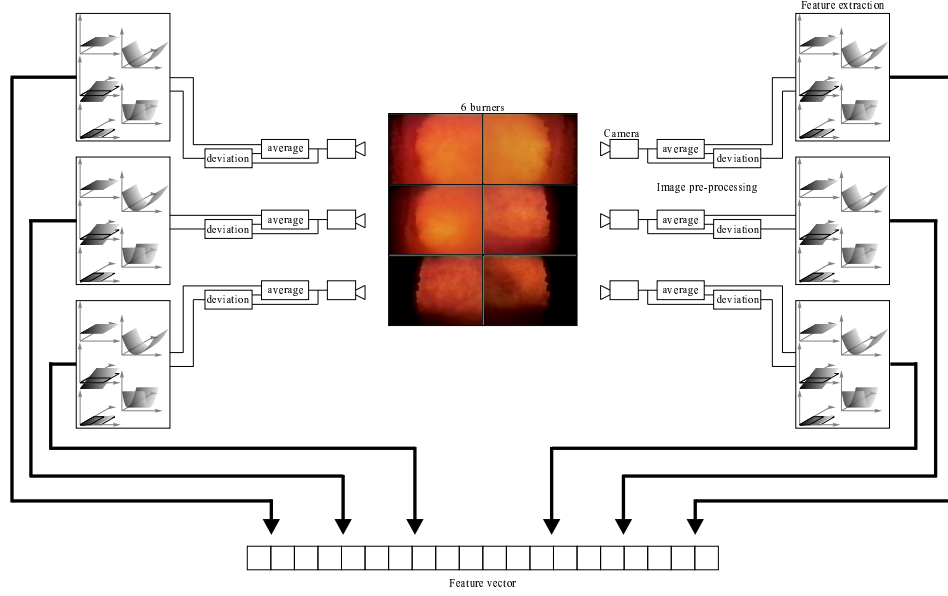 Feature extraction
6 burners
Camera
average
deviation
average
deviation
Image pre-processing
average
deviation
average
deviation
average
deviation
average
deviation
Feature vector